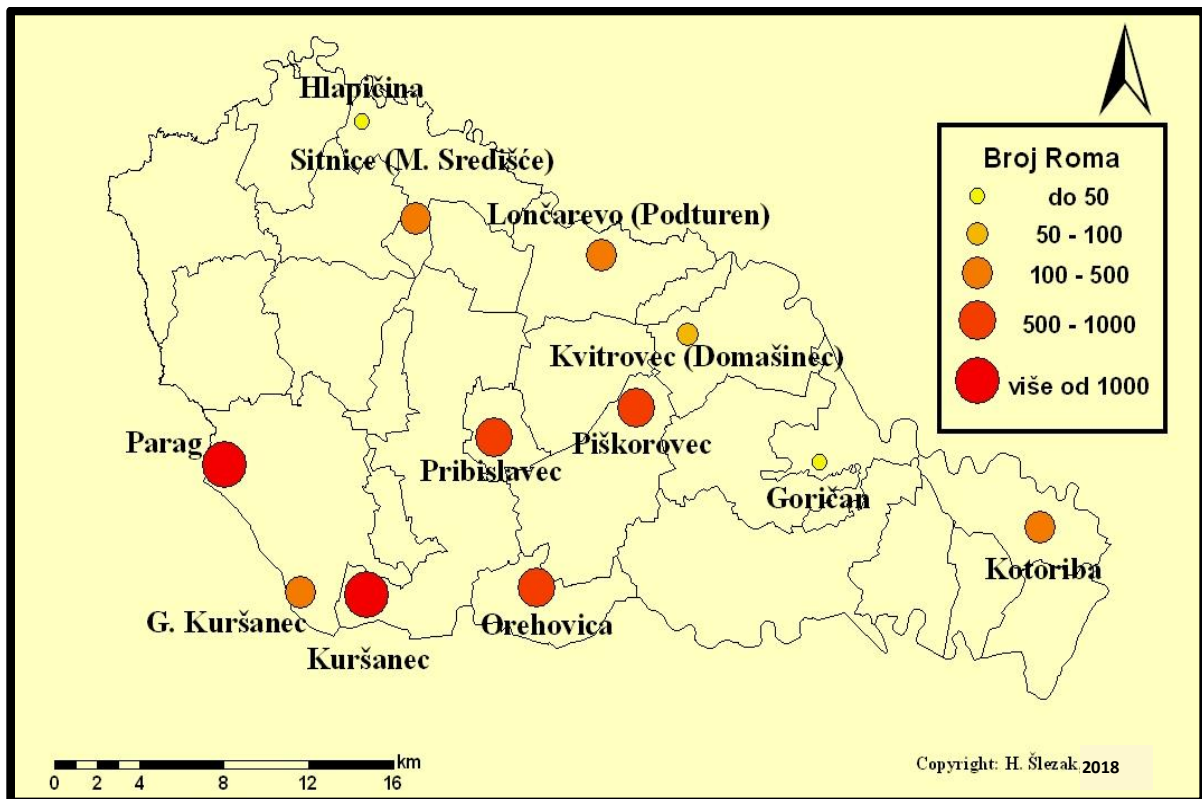 Hlapičina
Sitnice (M. Središće)
Lončarevo (Podturen)
Kvitrovec (Domašinec)
Parag
Pribislavec
Piškorovec
Goričan
Kotoriba
G. Kuršanec
Kuršanec
Orehovica
Broj Roma
do 50
50 - 100
100 - 500
500 - 1000
više od 1000
km
0 2 4 8 12 16
Copyright: H. Šlezak, 2018